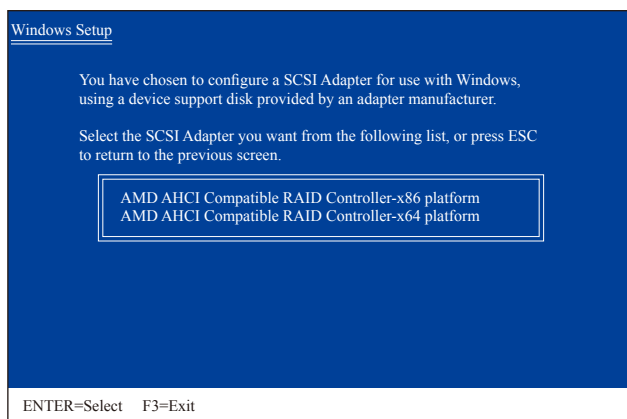 Windows Setup
You have chosen to configure a SCSI Adapter for use with Windows,
using a device support disk provided by an adapter manufacturer.
Select the SCSI Adapter you want from the following list, or press ESC
to return to the previous screen.
AMD AHCI Compatible RAID Controller-x86 platform
AMD AHCI Compatible RAID Controller-x64 platform
ENTER=Select F3=Exit